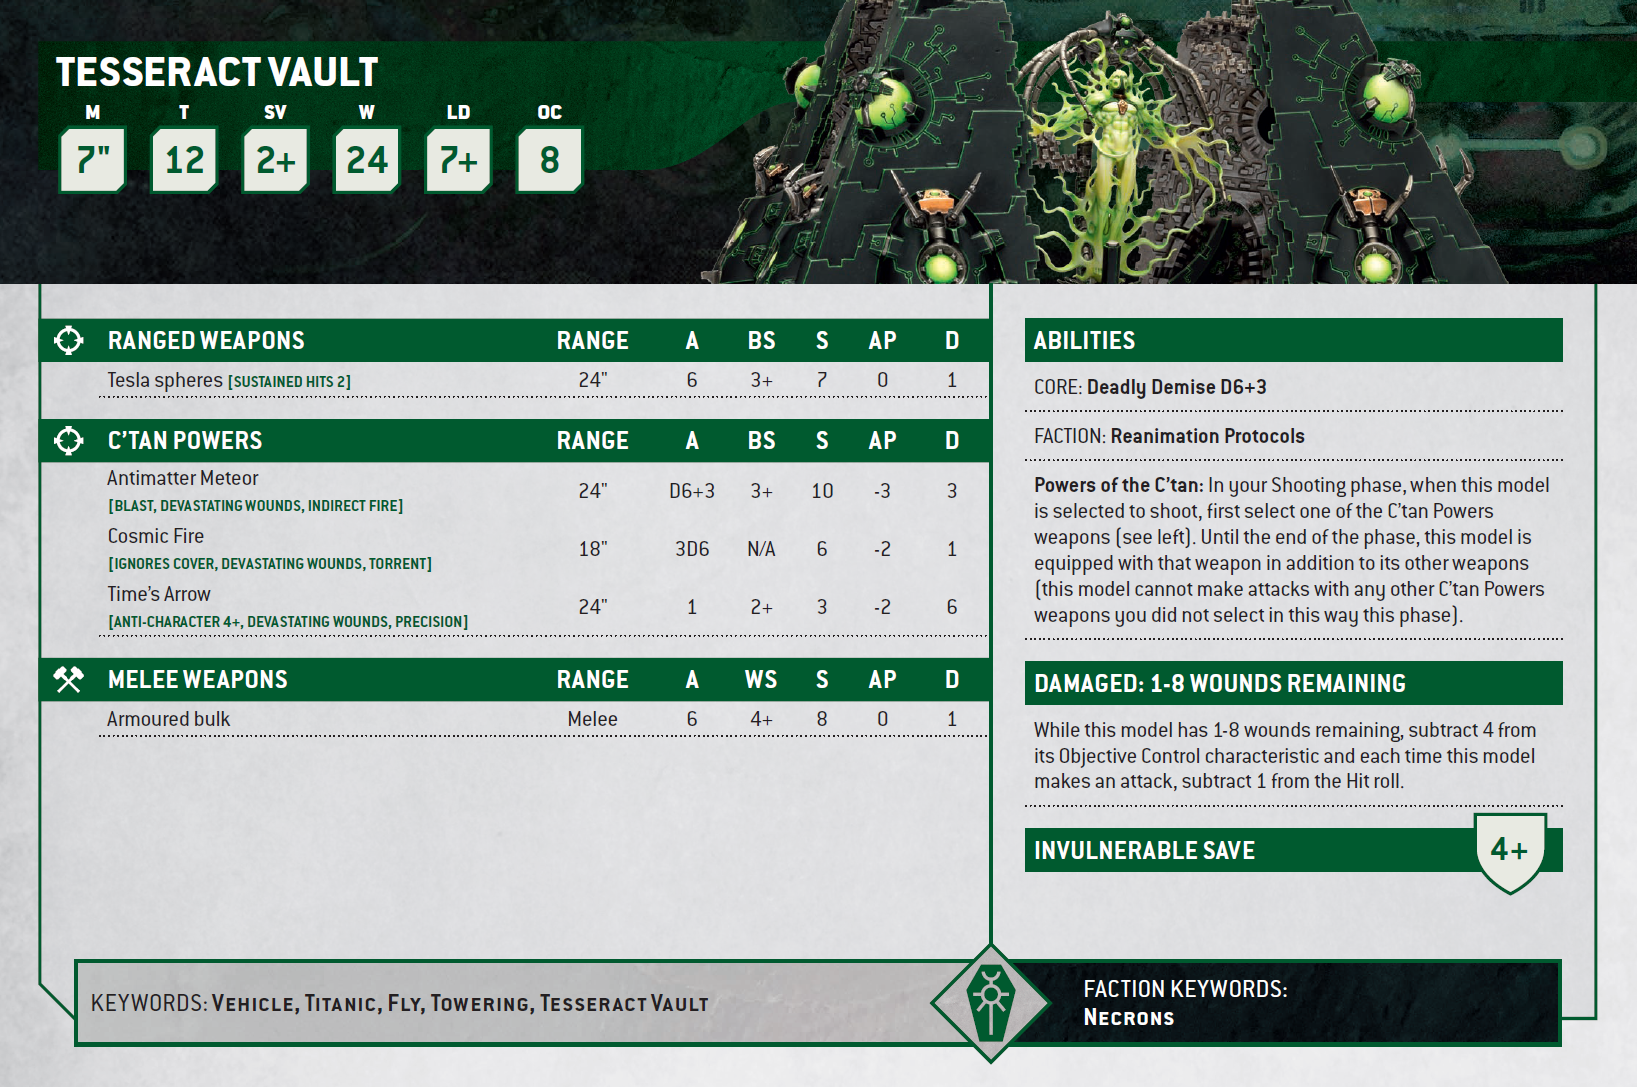 TESSERACT VAULT
M T SV W LD OC
7" 12 2+ 24 7+ 8
RANGED WEAPONS RANGE A BS S AP D
Tesla spheres [SUSTAINED HITS 2] 24" 6 3+ 7 0 1
C'TAN POWERS RANGE A BS S AP D
Antimatter Meteor
[BLAST, DEVASTATING WOUNDS, INDIRECT FIRE] 24" D6+3 3+ 10 -3 3
Cosmic Fire
[IGNORES COVER, DEVASTATING WOUNDS, TORRENT] 18" 3D6 N/A 6 -2 1
Time's Arrow
[ANTI-CHARACTER 4+, DEVASTATING WOUNDS, PRECISION] 24" 1 2+ 3 -2 6
MELEE WEAPONS RANGE A WS S AP D
Armoured bulk Melee 6 4+ 8 0 1
ABILITIES
CORE: Deadly Demise D6+3
FACTION: Reanimation Protocols
Powers of the C'tan: In your Shooting phase, when this model
is selected to shoot, first select one of the C'tan Powers
weapons (see left). Until the end of the phase, this model is
equipped with that weapon in addition to its other weapons
(this model cannot make attacks with any other C'tan Powers
weapons you did not select in this way this phase).
DAMAGED: 1-8 WOUNDS REMAINING
While this model has 1-8 wounds remaining, subtract 4 from
its Objective Control characteristic and each time this model
makes an attack, subtract 1 from the Hit roll.
INVULNERABLE SAVE 4+
KEYWORDS: VEHICLE, TITANIC, FLY, TOWERING, TESSERACT VAULT
FACTION KEYWORDS:
NECRONS